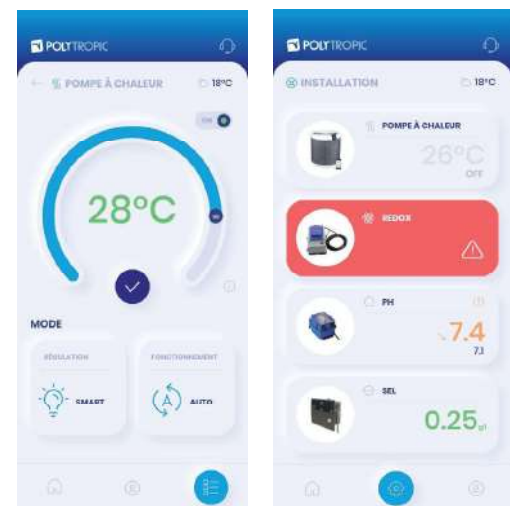 POLYTROPIC
POMPE À CHALEUR
18°C
ON
28°C
MODE
RÉGULATION
SMART
FONCTIONNEMENT
AUTO
POLYTROPIC
INSTALLATION
18°C
POMPE À CHALEUR
26°C
OFF
REDOX
PH
7.4
7.1
SEL
0.25